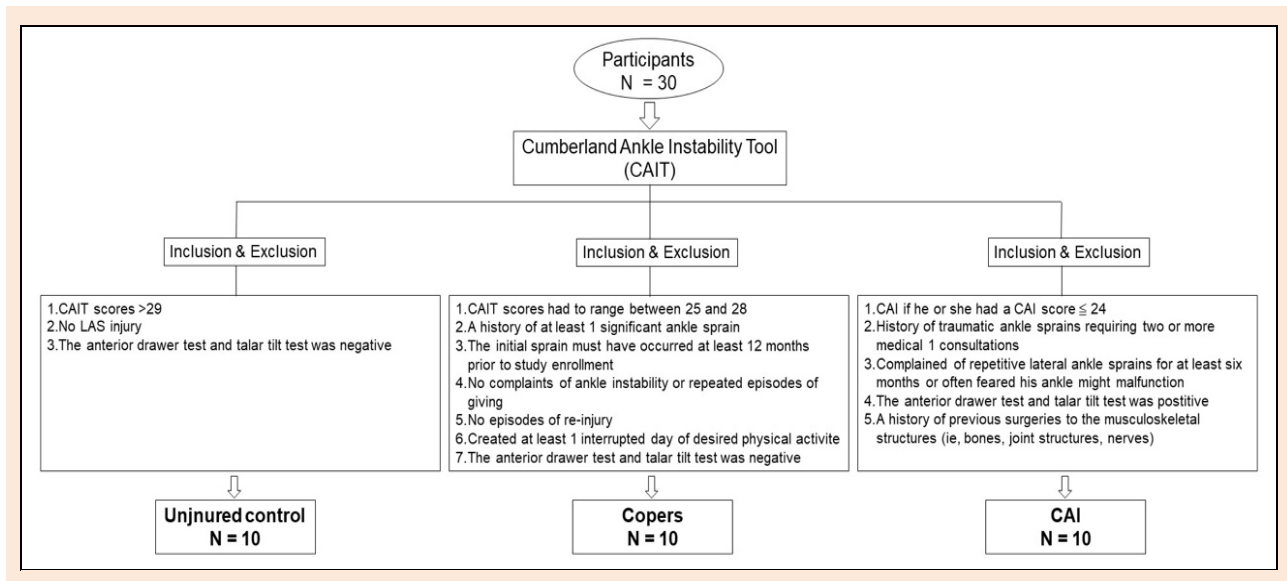 Participants
N = 30
Cumberland Ankle Instability Tool
(CAIT)
Inclusion & Exclusion
1.CAIT scores >29
2.No LAS injury
3.The anterior drawer test and talar tilt test was negative
Unjnured control
N = 10
Inclusion & Exclusion
1.CAIT scores had to range between 25 and 28
2.A history of at least 1 significant ankle sprain
3.The initial sprain must have occurred at least 12 months
prior to study enrollment
4.No complaints of ankle instability or repeated episodes of
giving
5.No episodes of re-injury
6.Created at least 1 interrupted day of desired physical activite
7.The anterior drawer test and talar tilt test was negative
Copers
N = 10
Inclusion & Exclusion
1.CAI if he or she had a CAI score ≦ 24
2.History of traumatic ankle sprains requiring two or more
medical 1 consultations
3.Complained of repetitive lateral ankle sprains for at least six
months or often feared his ankle might malfunction
4.The anterior drawer test and talar tilt test was postitive
5.A history of previous surgeries to the musculoskeletal
structures (ie, bones, joint structures, nerves)
CAI
N = 10